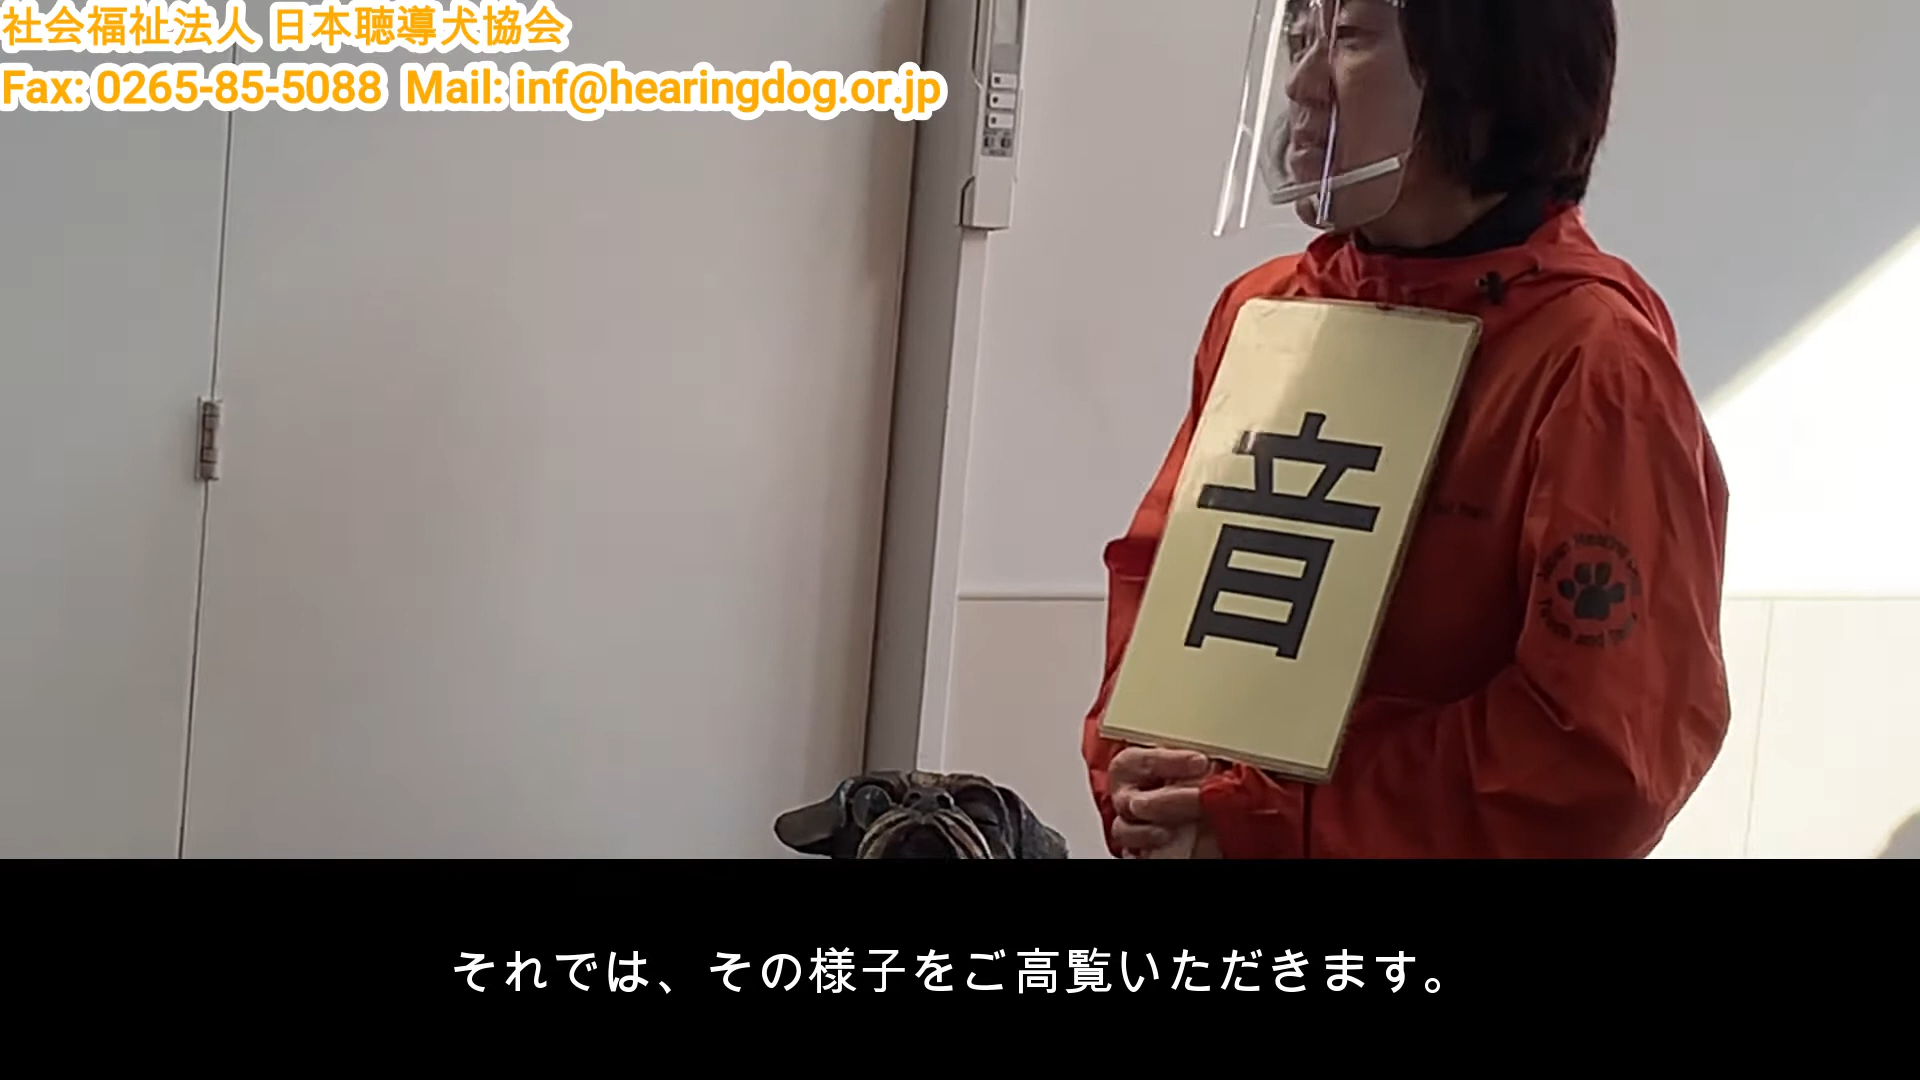 社会福祉法人 日本聴導犬協会
Fax: 0265-85-5088 Mail: inf@hearingdog.or.jp
音
それでは、その様子をご高覧いただきます。